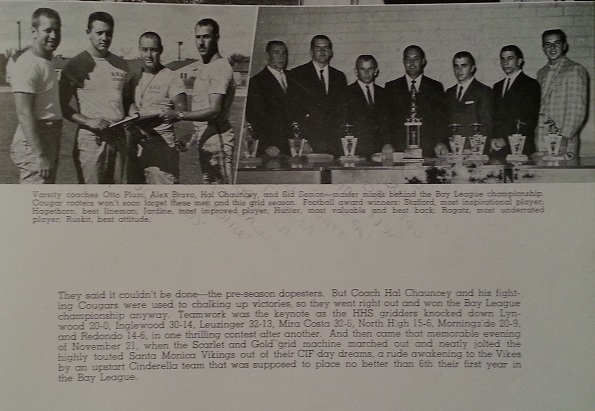 Varsity coaches Otto Plum, Alex Bravo, Hal Chauncey, and Sid Semon—master minds behind the Bay League championship.
Cougar rooters won't soon forget these men and this grid season. Football award winners: Stafford, most inspirational player;
Hagethorn, best lineman; Jardine, most improved player; Hunter, most valuable and best back; Ragatz, most underrated
player; Ruskit, best attitude.
They said it couldn't be done—the pre-season dopesters. But Coach Hal Chauncey and his fight-
ing Cougars were used to chalking up victories, so they went right out and won the Bay League
championship anyway. Teamwork was the keynote as the HHS gridders knocked down Lyn-
wood 20-0, Inglewood 30-14, Leuzinger 32-13, Mira Costa 32-6, North High 15-6, Morningside 20-9,
and Redondo 14-6, in one thrilling contest after another. And then came that memorable evening
of November 21, when the Scarlet and Gold grid machine marched out and neatly jolted the
highly touted Santa Monica Vikings out of their CIF day dreams, a rude awakening to the Vikes
by an upstart Cinderella team that was supposed to place no better than 6th their first year in
the Bay League.